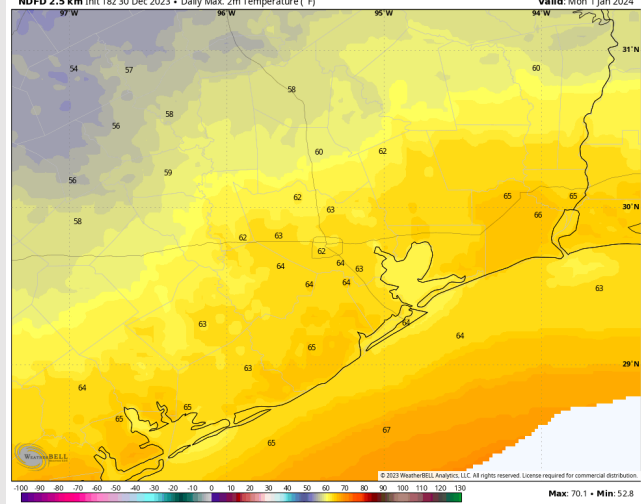 NDFD 2.5 km Init 18z 30 Dec 2023 • Daily Max. 2m Temperature (°F) Valid: Mon 1 Jan 2024
97°W 96°W 95°W 94°W
31°N
60
54 57
58
58
56
60 62
59
56
62 65 65
63 66
30°N
58
62 63
62
64 64 63
64 64 63
63 64 64
65
29°N
63
64
65 65
67
65
WEATHERBELL
© 2023 WeatherBELL Analytics, LLC. All rights reserved. License required for commercial distribution.
-100 -90 -80 -70 -60 -50 -40 -30 -20 -10 0 10 20 30 40 50 60 70 80 90 100 110 120 130
Max: 70.1 • Min: 52.8